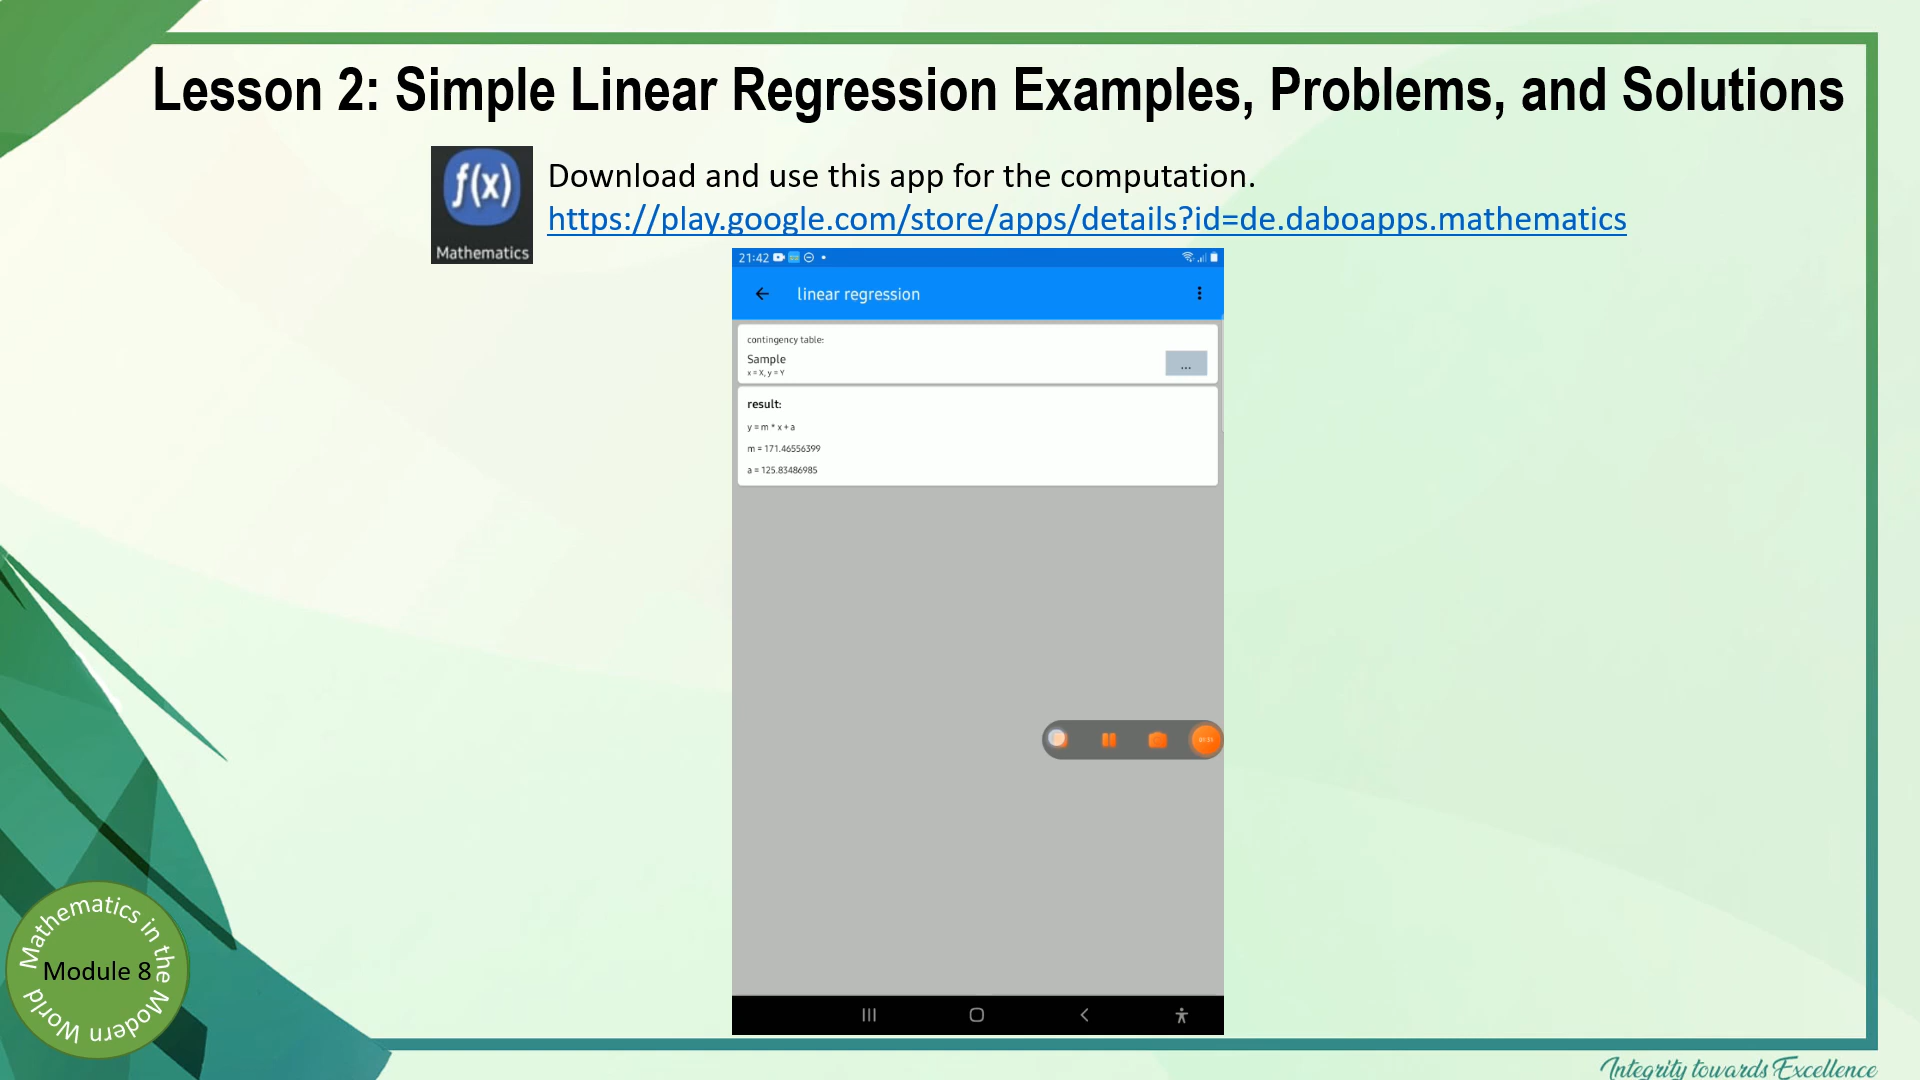 Lesson 2: Simple Linear Regression Examples, Problems, and Solutions
f(x)
Mathematics
Download and use this app for the computation.
https://play.google.com/store/apps/details?id=de.daboapps.mathematics
21:42
linear regression
contingency table:
Sample
x = X, y = Y
...
result:
y = m * x + a
m = 171.46556399
a = 125.83486985
Mathematics in the Modern World
Module 8
Integrity towards Excellence